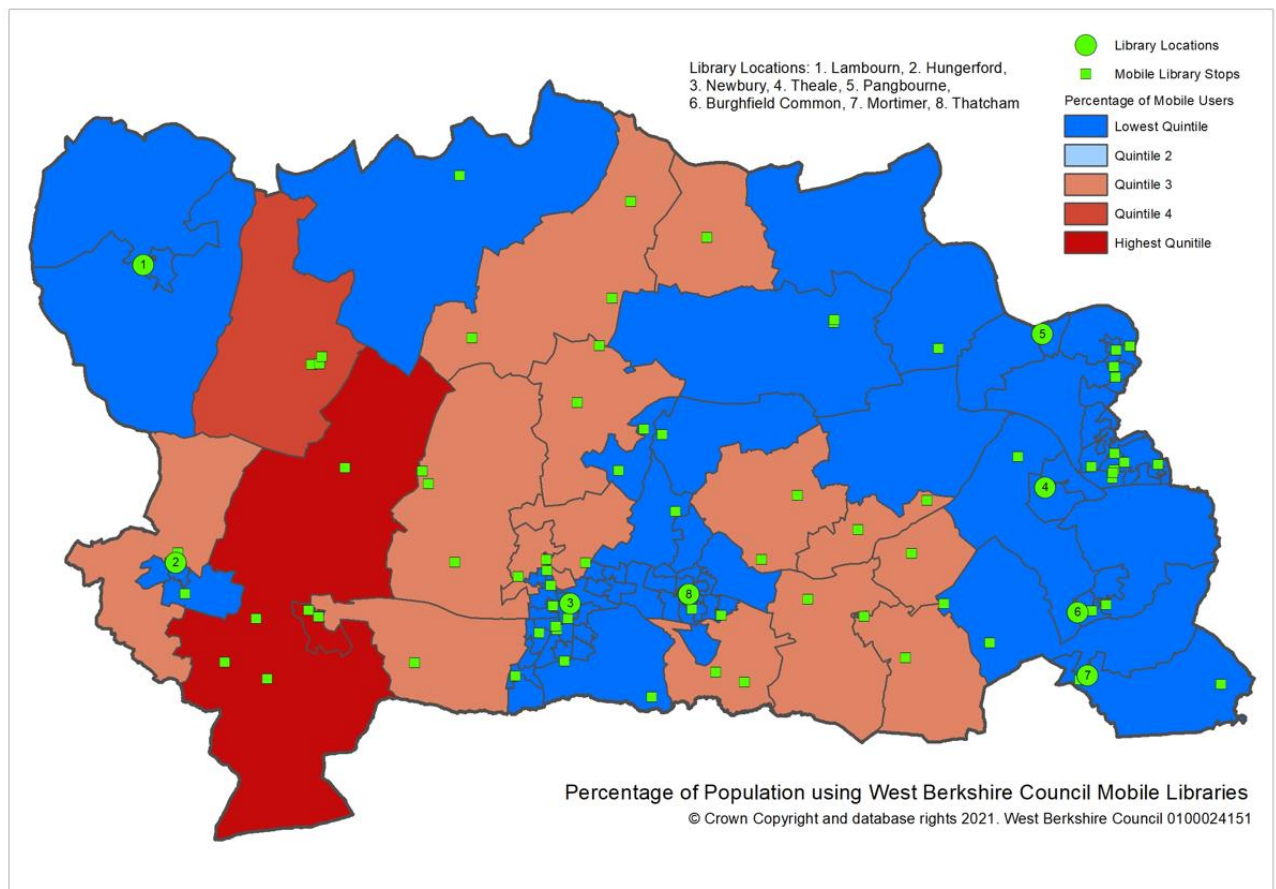 Library Locations: 1. Lambourn, 2. Hungerford,
3. Newbury, 4. Theale, 5. Pangbourne,
6. Burghfield Common, 7. Mortimer, 8. Thatcham
Library Locations
Mobile Library Stops
Percentage of Mobile Users
Lowest Quintile
Quintile 2
Quintile 3
Quintile 4
Highest Qunitile
1
5
4
2
3
8
6
7
Percentage of Population using West Berkshire Council Mobile Libraries
© Crown Copyright and database rights 2021. West Berkshire Council 0100024151